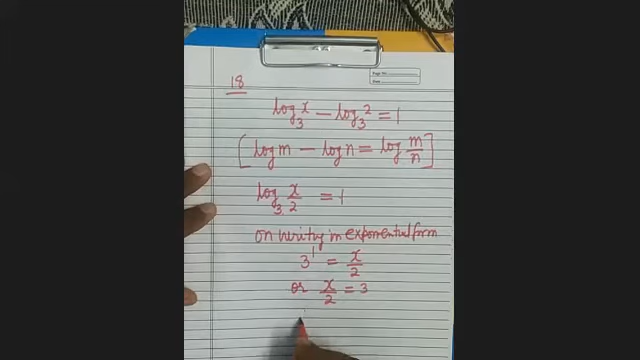 18
log₃ x − log₃ 2 = 1
[log m − log n = log m/n]
log₃ x/2 = 1
on writing in exponential form
3¹ = x/2
or x/2 = 3